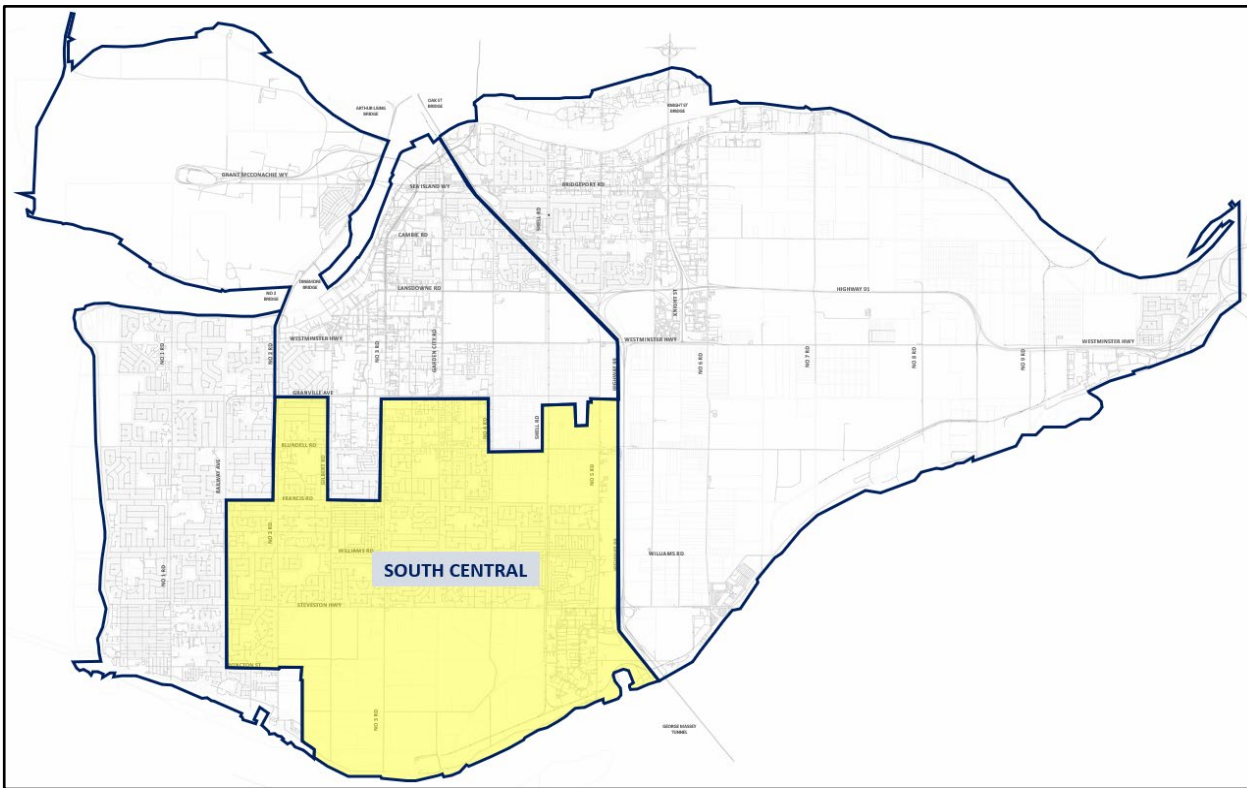 ARTHUR LAING
BRIDGE
OAK ST
BRIDGE
KNIGHT ST
BRIDGE
GRANT MCCONACHIE WY
SEA ISLAND WY
BRIDGEPORT RD
SHELL RD
CAMBIE RD
DINSMORE
BRIDGE
NO 2
BRIDGE
LANSDOWNE RD
HIGHWAY 91
KNIGHT ST
NO 1 RD
NO 2 RD
WESTMINSTER HWY
NO 3 RD
GARDEN CITY RD
WESTMINSTER HWY
NO 6 RD
NO 7 RD
NO 8 RD
NO 9 RD
WESTMINSTER HWY
GRANVILLE AVE
NO 4 RD
SHELL RD
BLUNDELL RD
GILBERT RD
RAILWAY AVE
NO 5 RD
FRANCIS RD
NO 2 RD
WILLIAMS RD
WILLIAMS RD
SOUTH CENTRAL
NO 1 RD
STEVESTON HWY
NO 3 RD
GEORGE MASSEY
TUNNEL